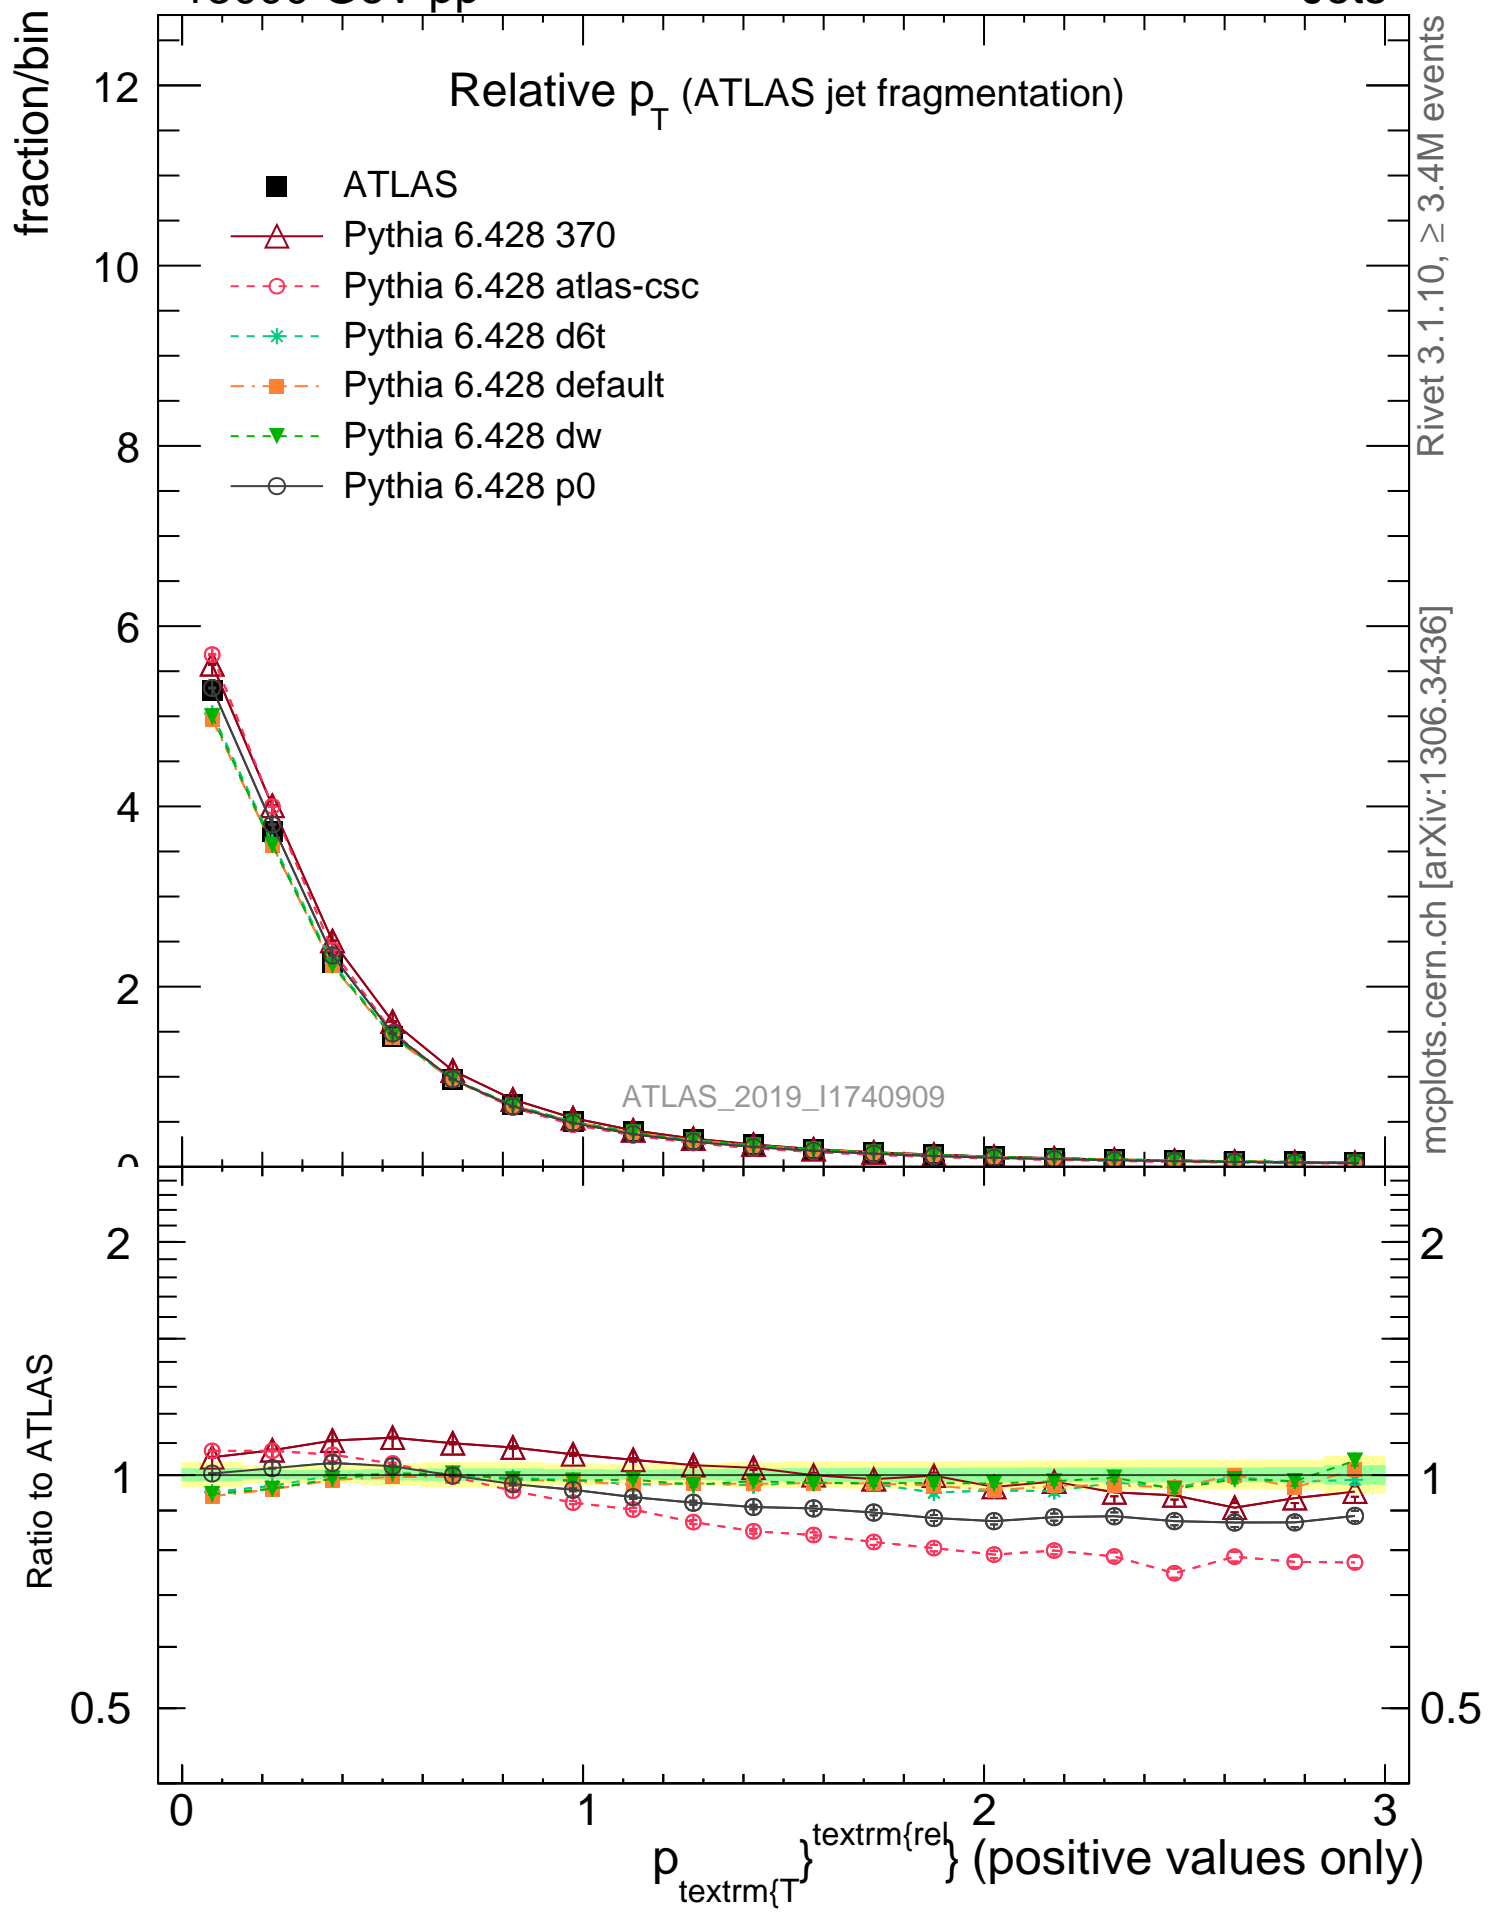 fraction/bin
12
10
8
6
4
2
Relative p_T (ATLAS jet fragmentation)
ATLAS
Pythia 6.428 370
Pythia 6.428 atlas-csc
Pythia 6.428 d6t
Pythia 6.428 default
Pythia 6.428 dw
Pythia 6.428 p0
ATLAS_2019_I1740909
Rivet 3.1.10, ≥ 3.4M events
mcplots.cern.ch [arXiv:1306.3436]
Ratio to ATLAS
2
1
0.5
2
1
0.5
0 1 2 3
p_textrm{T}^textrm{rel} (positive values only)